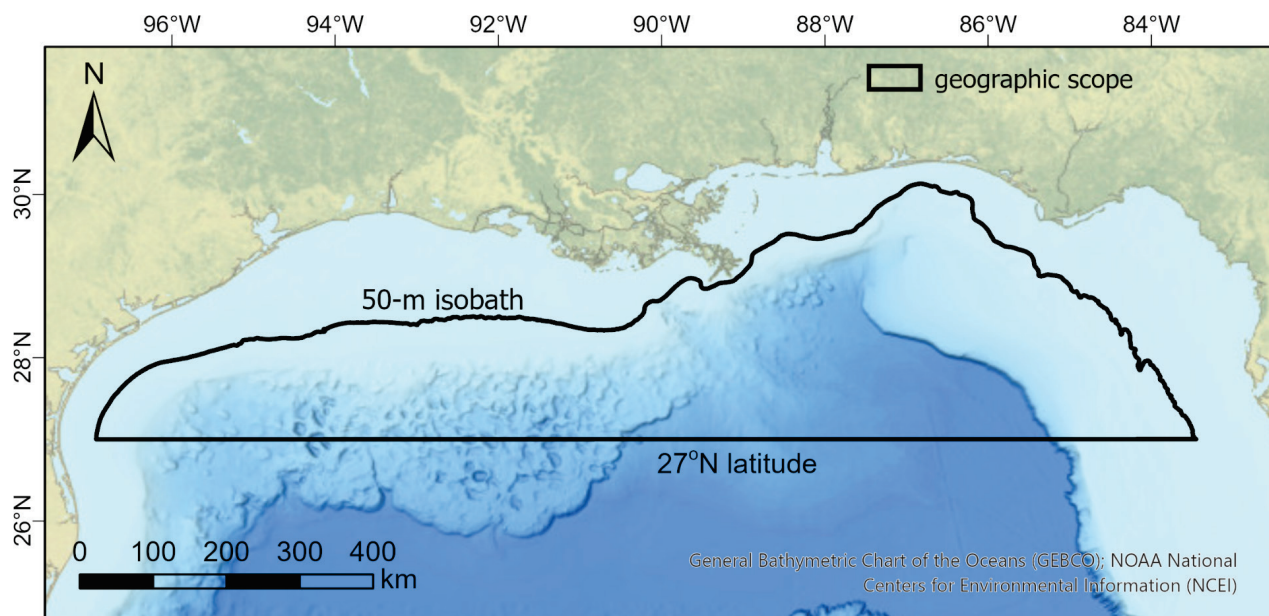 96°W 94°W 92°W 90°W 88°W 86°W 84°W
N
geographic scope
30°N
50-m isobath
28°N
27°N latitude
26°N
0 100 200 300 400
km
General Bathymetric Chart of the Oceans (GEBCO); NOAA National
Centers for Environmental Information (NCEI)